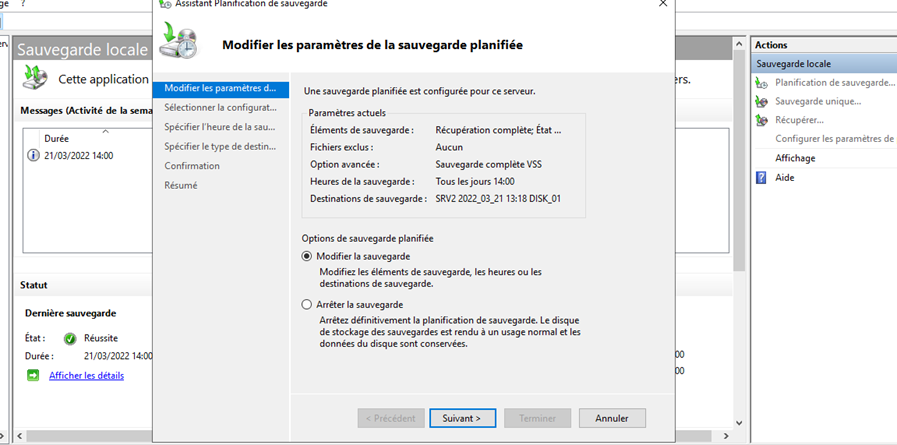 ?
Assistant Planification de sauvegarde
Sauvegarde locale
Cette application
Messages (Activité de la sema
Durée
21/03/2022 14:00
Statut
Dernière sauvegarde
État :
Réussite
Durée :
21/03/2022 14:00
Afficher les détails
Modifier les paramètres de la sauvegarde planifiée
Modifier les paramètres d...
Sélectionner la configurat...
Spécifier l'heure de la sau...
Spécifier le type de destin...
Confirmation
Résumé
Une sauvegarde planifiée est configurée pour ce serveur.
Paramètres actuels
Éléments de sauvegarde : Récupération complète; État ...
Fichiers exclus : Aucun
Option avancée : Sauvegarde complète VSS
Heures de la sauvegarde : Tous les jours 14:00
Destinations de sauvegarde : SRV2 2022_03_21 13:18 DISK_01
Options de sauvegarde planifiée
Modifier la sauvegarde
Modifiez les éléments de sauvegarde, les heures ou les
destinations de sauvegarde.
Arrêter la sauvegarde
Arrêtez définitivement la planification de sauvegarde. Le disque
de stockage des sauvegardes est rendu à un usage normal et les
données du disque sont conservées.
< Précédent
Suivant >
Terminer
Annuler
ers.
Actions
Sauvegarde locale
Planification de sauvegarde...
Sauvegarde unique...
Récupérer...
Configurer les paramètres de
Affichage
Aide